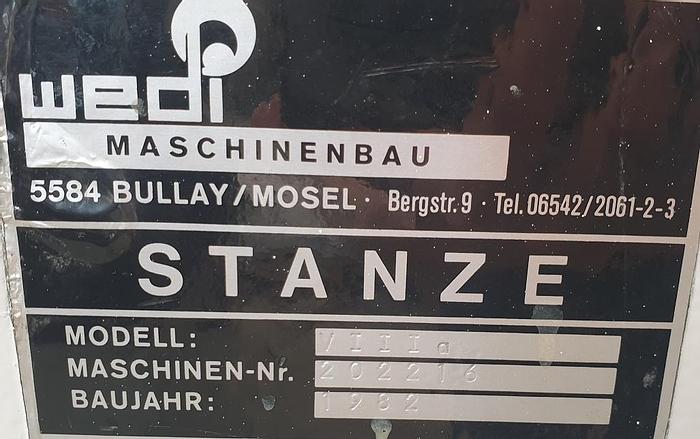 wedi
MASCHINENBAU
5584 BULLAY/MOSEL · Bergstr. 9 · Tel. 06542/2061-2-3
STANZE
MODELL: VIIIa
MASCHINEN-Nr. 202216
BAUJAHR: 1982